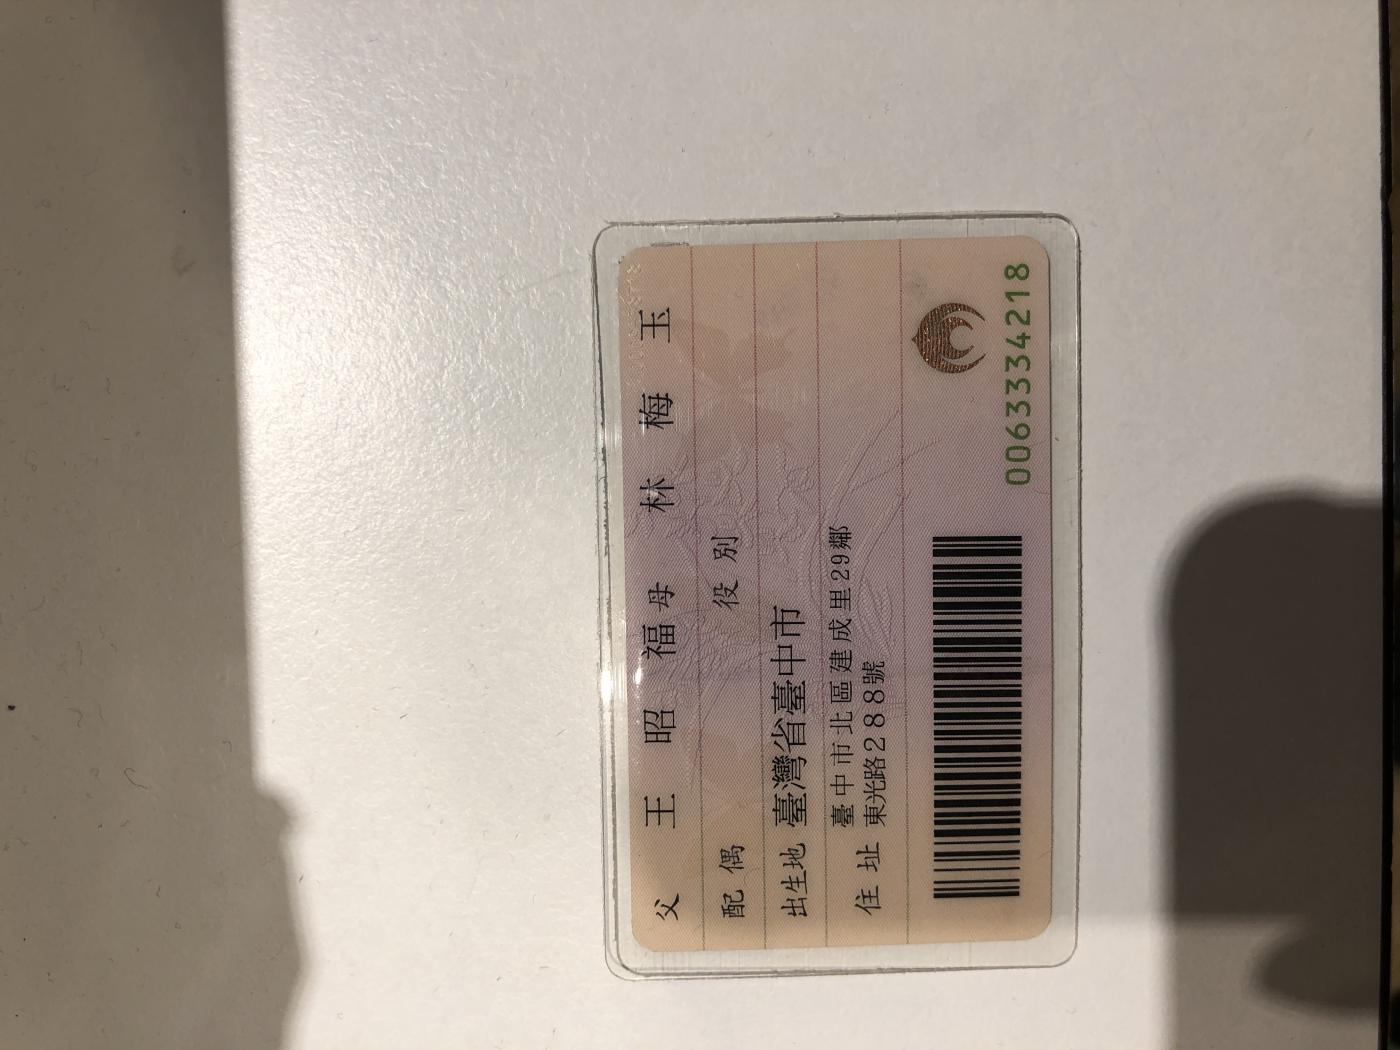 父 王昭福 母 林梅玉
配偶 役別
出生地 臺灣省臺中市
住址 臺中市北區建成里29鄰
東光路288號
0063334218